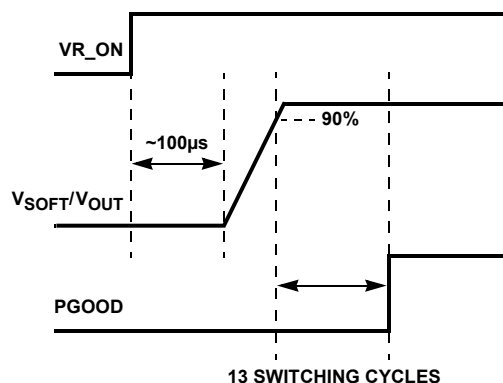 VR_ON
90%
~100µs
VSOFT/VOUT
PGOOD
13 SWITCHING CYCLES